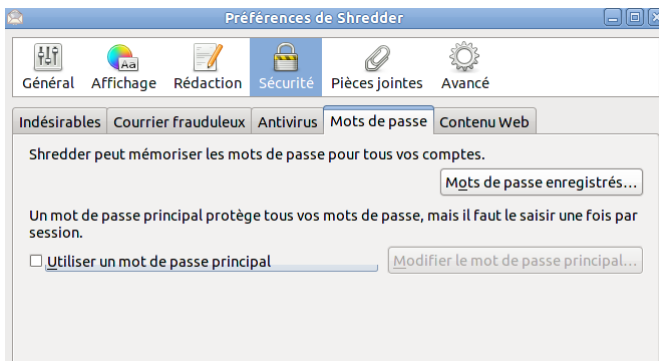 Préférences de Shredder
Général Affichage Rédaction Sécurité Pièces jointes Avancé
Indésirables Courrier frauduleux Antivirus Mots de passe Contenu Web
Shredder peut mémoriser les mots de passe pour tous vos comptes.
Mots de passe enregistrés...
Un mot de passe principal protège tous vos mots de passe, mais il faut le saisir une fois par
session.
Utiliser un mot de passe principal Modifier le mot de passe principal...